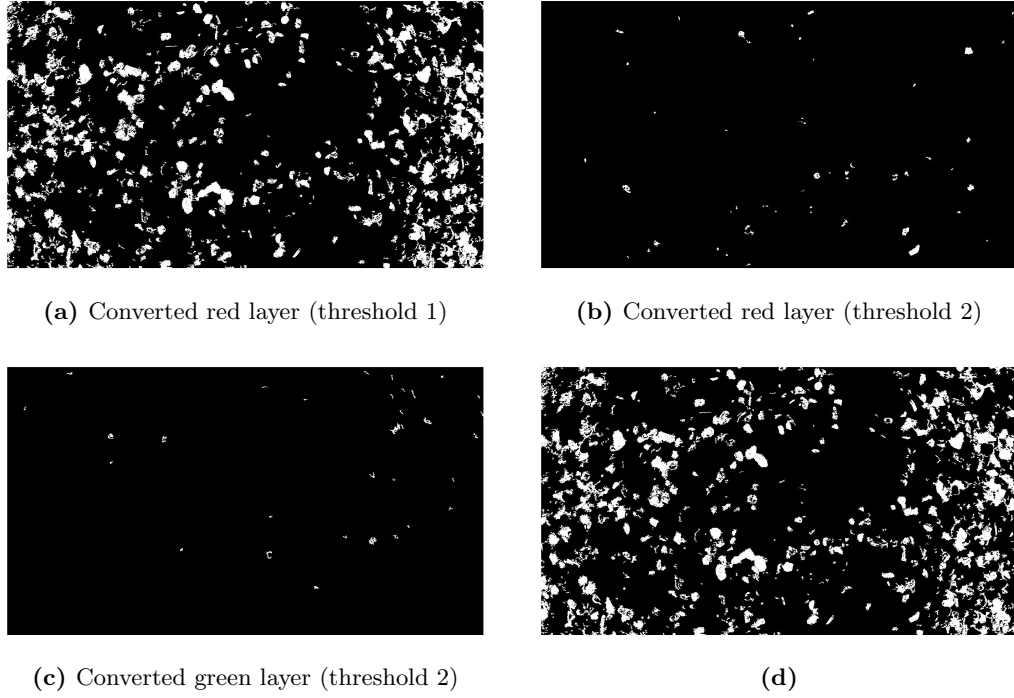 (a) Converted red layer (threshold 1)
(b) Converted red layer (threshold 2)
(c) Converted green layer (threshold 2)
(d)